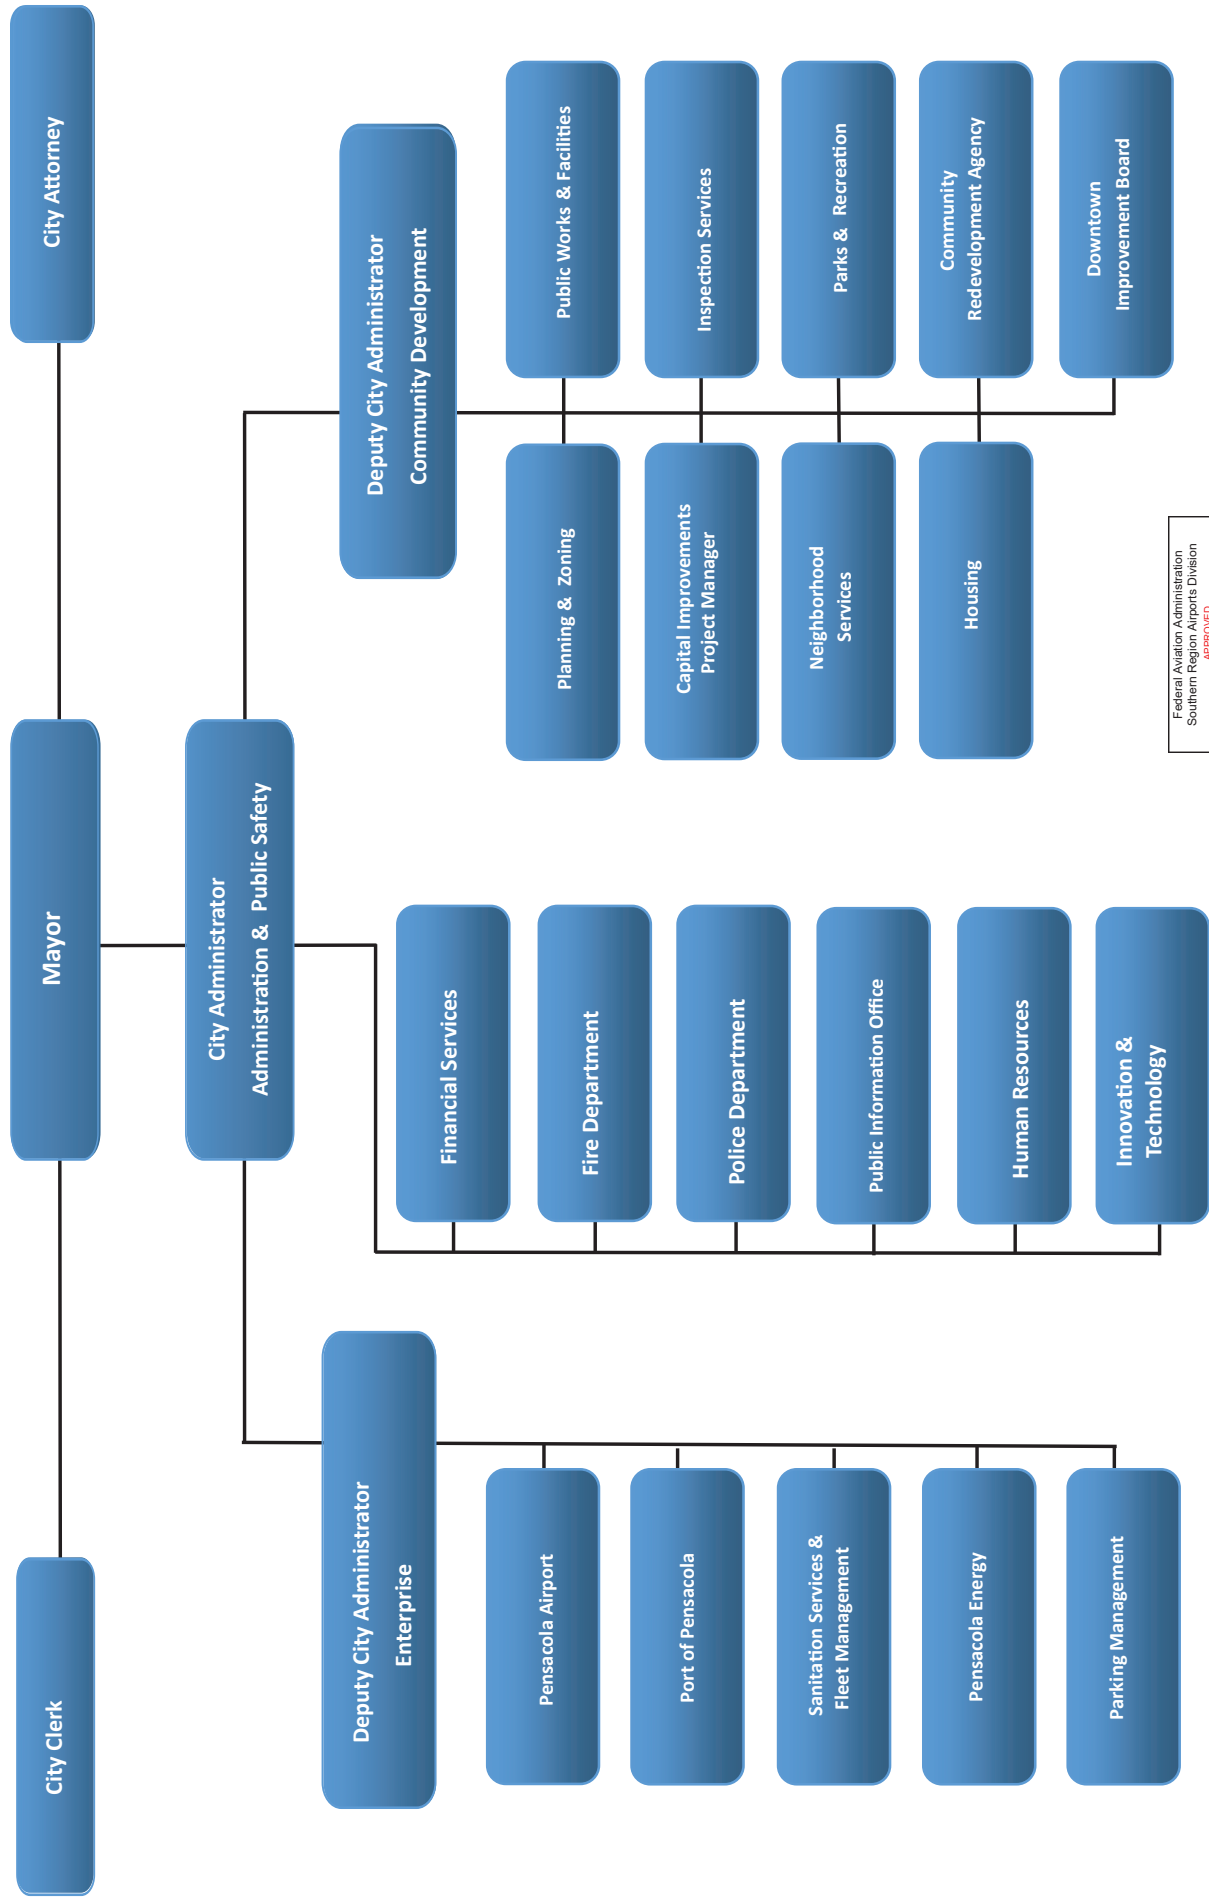 City Clerk
Mayor
City Attorney
City Administrator
Administration & Public Safety
Deputy City Administrator
Enterprise
Pensacola Airport
Port of Pensacola
Sanitation Services &
Fleet Management
Pensacola Energy
Parking Management
Financial Services
Fire Department
Police Department
Public Information Office
Human Resources
Innovation &
Technology
Deputy City Administrator
Community Development
Planning & Zoning
Public Works & Facilities
Capital Improvements
Project Manager
Inspection Services
Neighborhood
Services
Parks & Recreation
Housing
Community
Redevelopment Agency
Downtown
Improvement Board
Federal Aviation Administration
Southern Region Airports Division
APPROVED